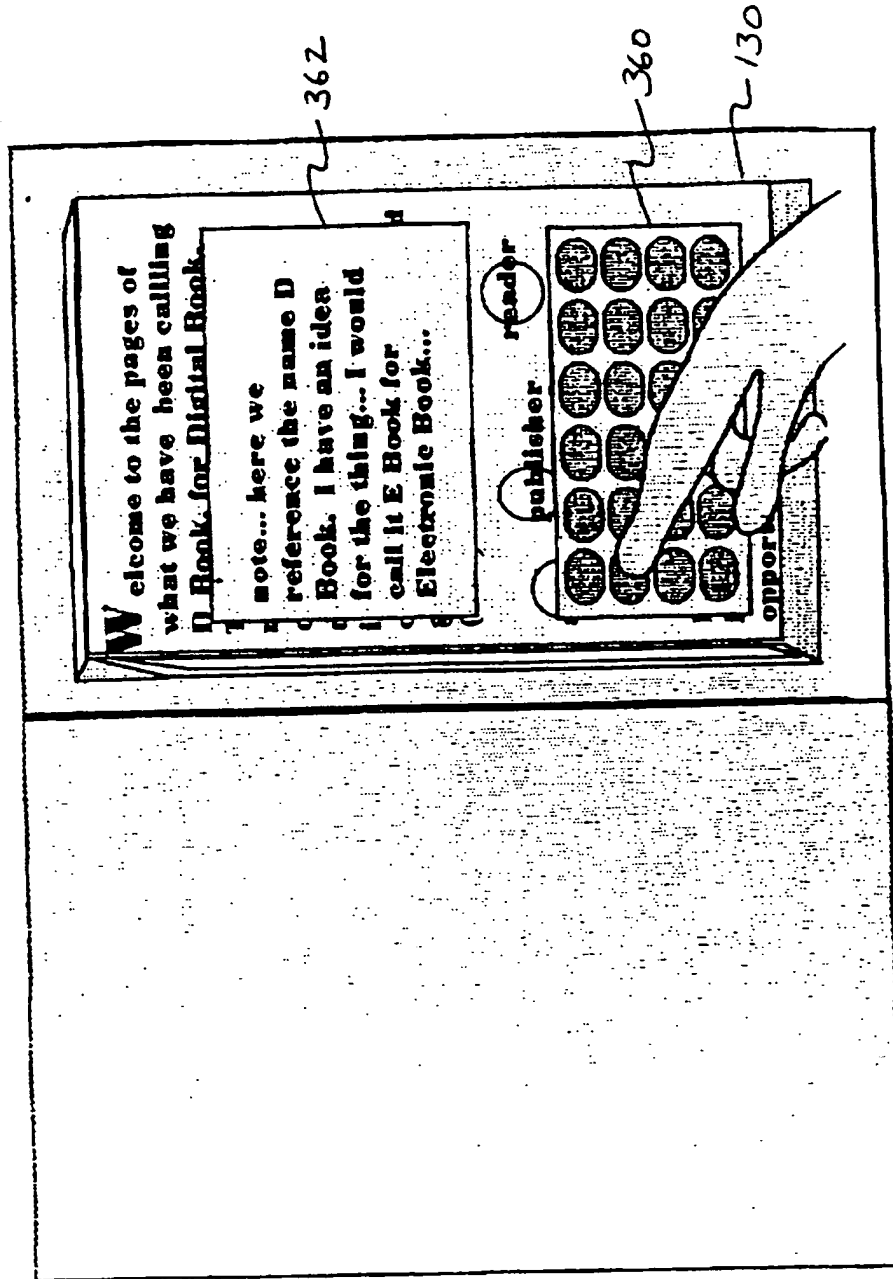 Welcome to the pages of
what we have been callling
D Book, for Digital Book.
note... here we
reference the name D
Book. I have an idea
for the thing... I would
call it E Book for
Electronic Book...
publisher
reader
oppor
362
360
130